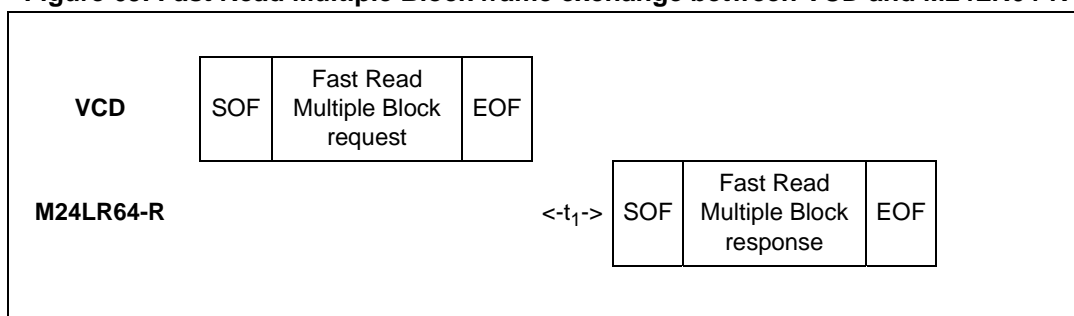 Fast Read
VCD SOF Multiple Block EOF
request
Fast Read
M24LR64-R <-t1-> SOF Multiple Block EOF
response